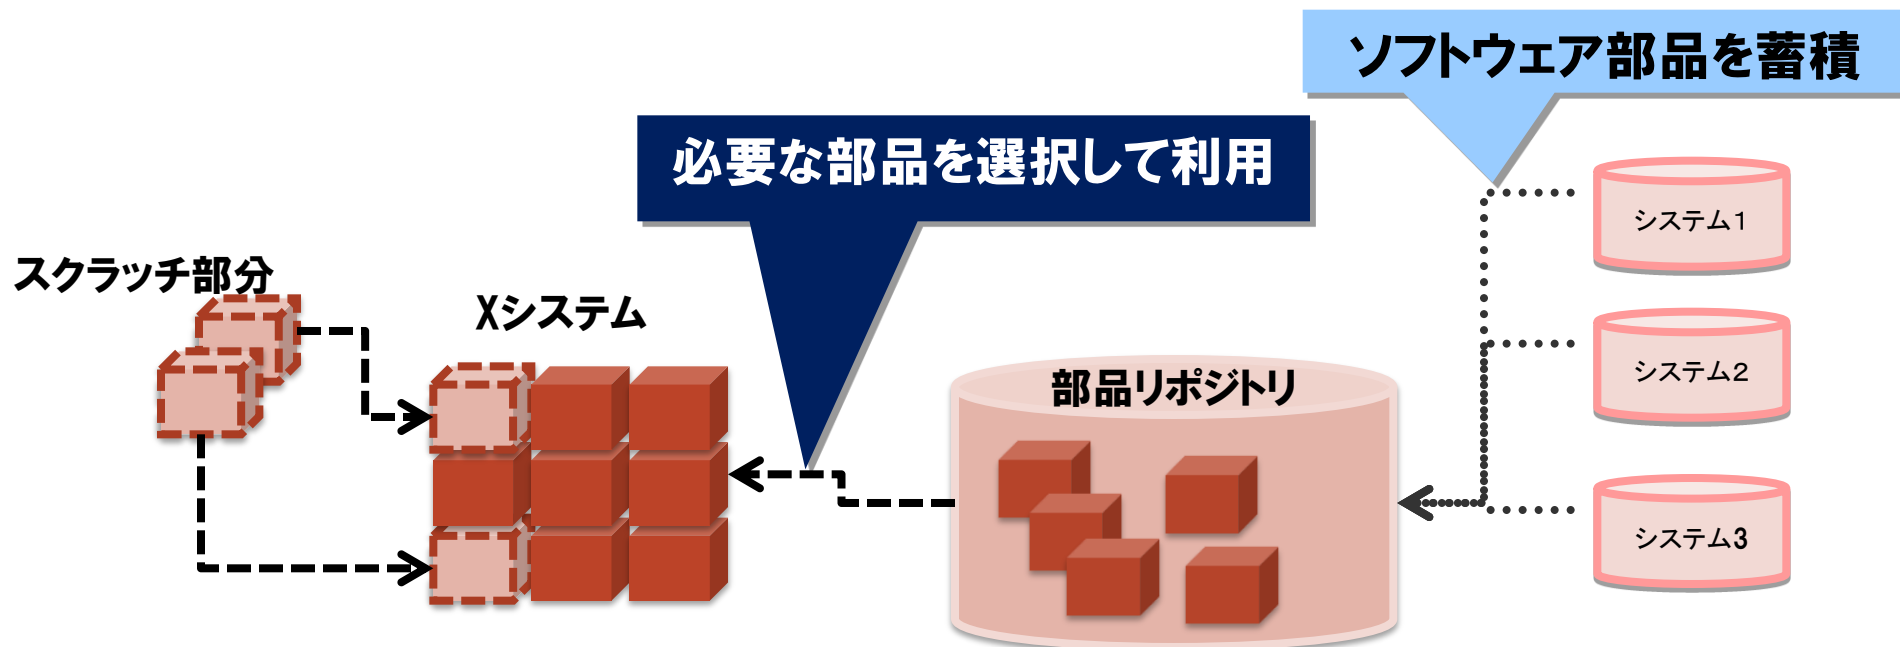 ソフトウェア部品を蓄積
必要な部品を選択して利用
システム1
スクラッチ部分
Xシステム
システム2
部品リポジトリ
システム3